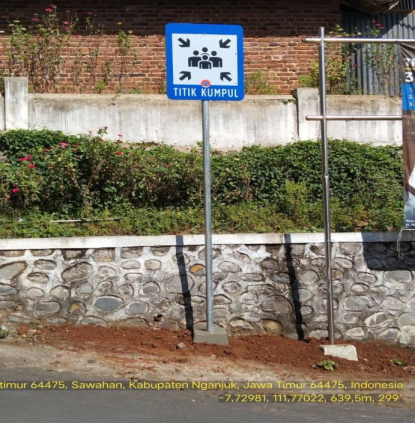 TITIK KUMPUL
timur 64475, Sawahan, Kabupaten Nganjuk, Jawa Timur 64475, Indonesia
-7,72981, 111,77022, 639,5m, 299